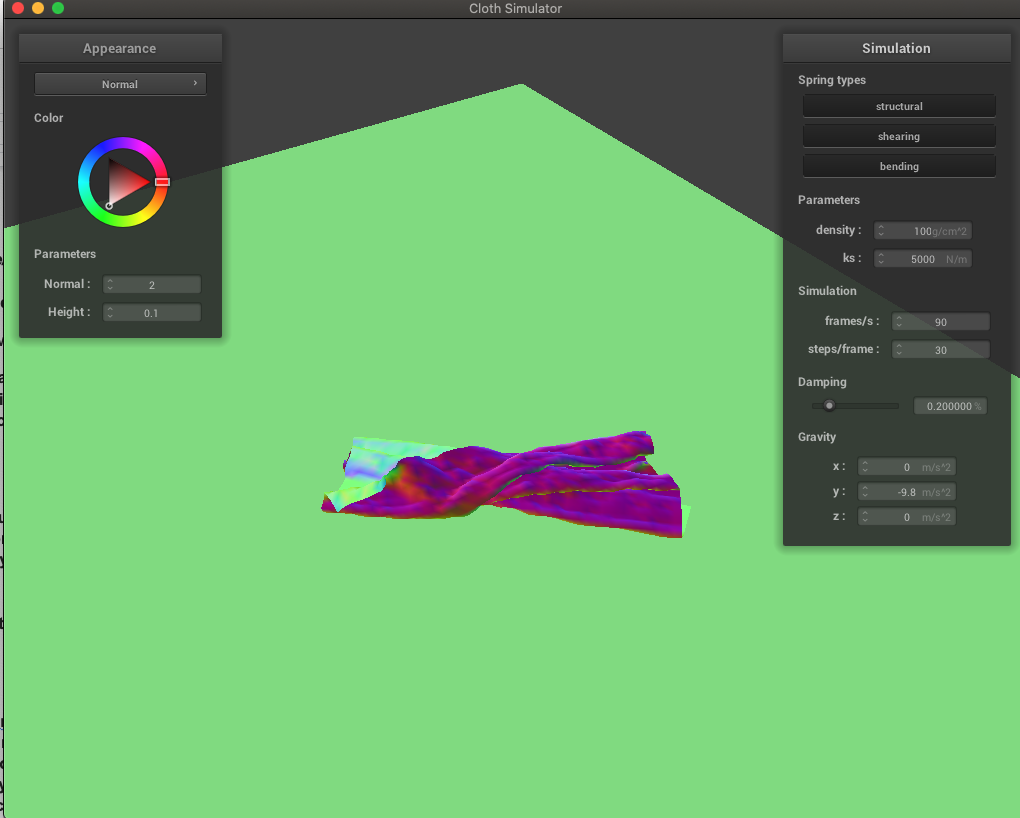 Cloth Simulator
Appearance
Normal
Color
Parameters
Normal : 2
Height : 0.1
Simulation
Spring types
structural
shearing
bending
Parameters
density : 100 g/cm^2
ks : 5000 N/m
Simulation
frames/s : 90
steps/frame : 30
Damping
0.200000 %
Gravity
x : 0 m/s^2
y : -9.8 m/s^2
z : 0 m/s^2